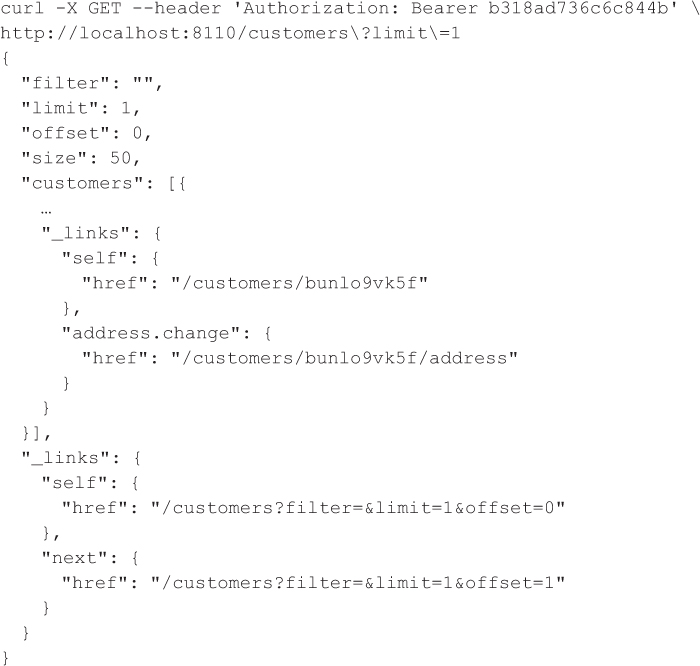 curl -X GET --header 'Authorization: Bearer b318ad736c6c844b' \
http://localhost:8110/customers\?limit\=1
{
  "filter": "",
  "limit": 1,
  "offset": 0,
  "size": 50,
  "customers": [{
    …
    "_links": {
      "self": {
        "href": "/customers/bunlo9vk5f"
      },
      "address.change": {
        "href": "/customers/bunlo9vk5f/address"
      }
    }
  }],
  "_links": {
    "self": {
      "href": "/customers?filter=&limit=1&offset=0"
    },
    "next": {
      "href": "/customers?filter=&limit=1&offset=1"
    }
  }
}